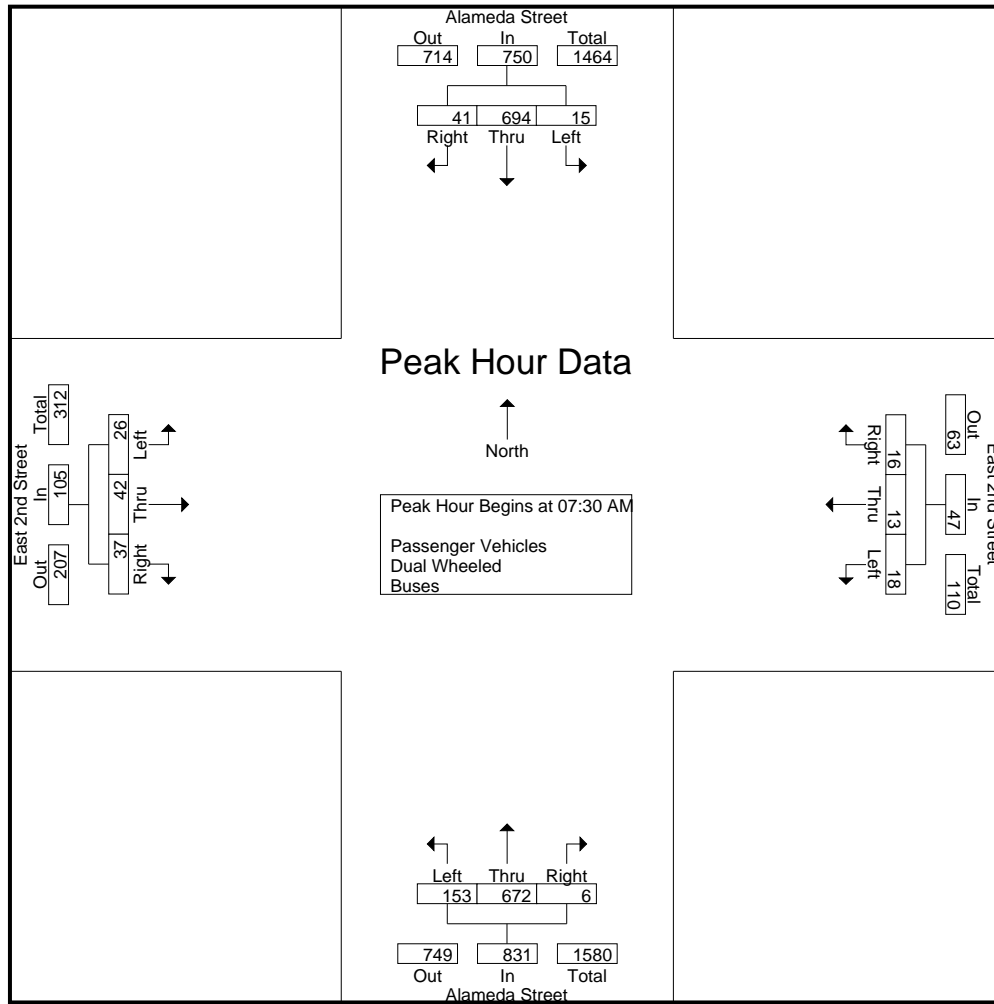 Alameda Street
Out In Total
714 750 1464
41 694 15
Right Thru Left
Peak Hour Data
North
Peak Hour Begins at 07:30 AM
Passenger Vehicles
Dual Wheeled
Buses
East 2nd Street
Total In Out
312 105 207
26 42 37
Left Thru Right
Right Thru Left
16 13 18
63 47 110
Out In Total
East 2nd Street
Left Thru Right
153 672 6
749 831 1580
Out In Total
Alameda Street